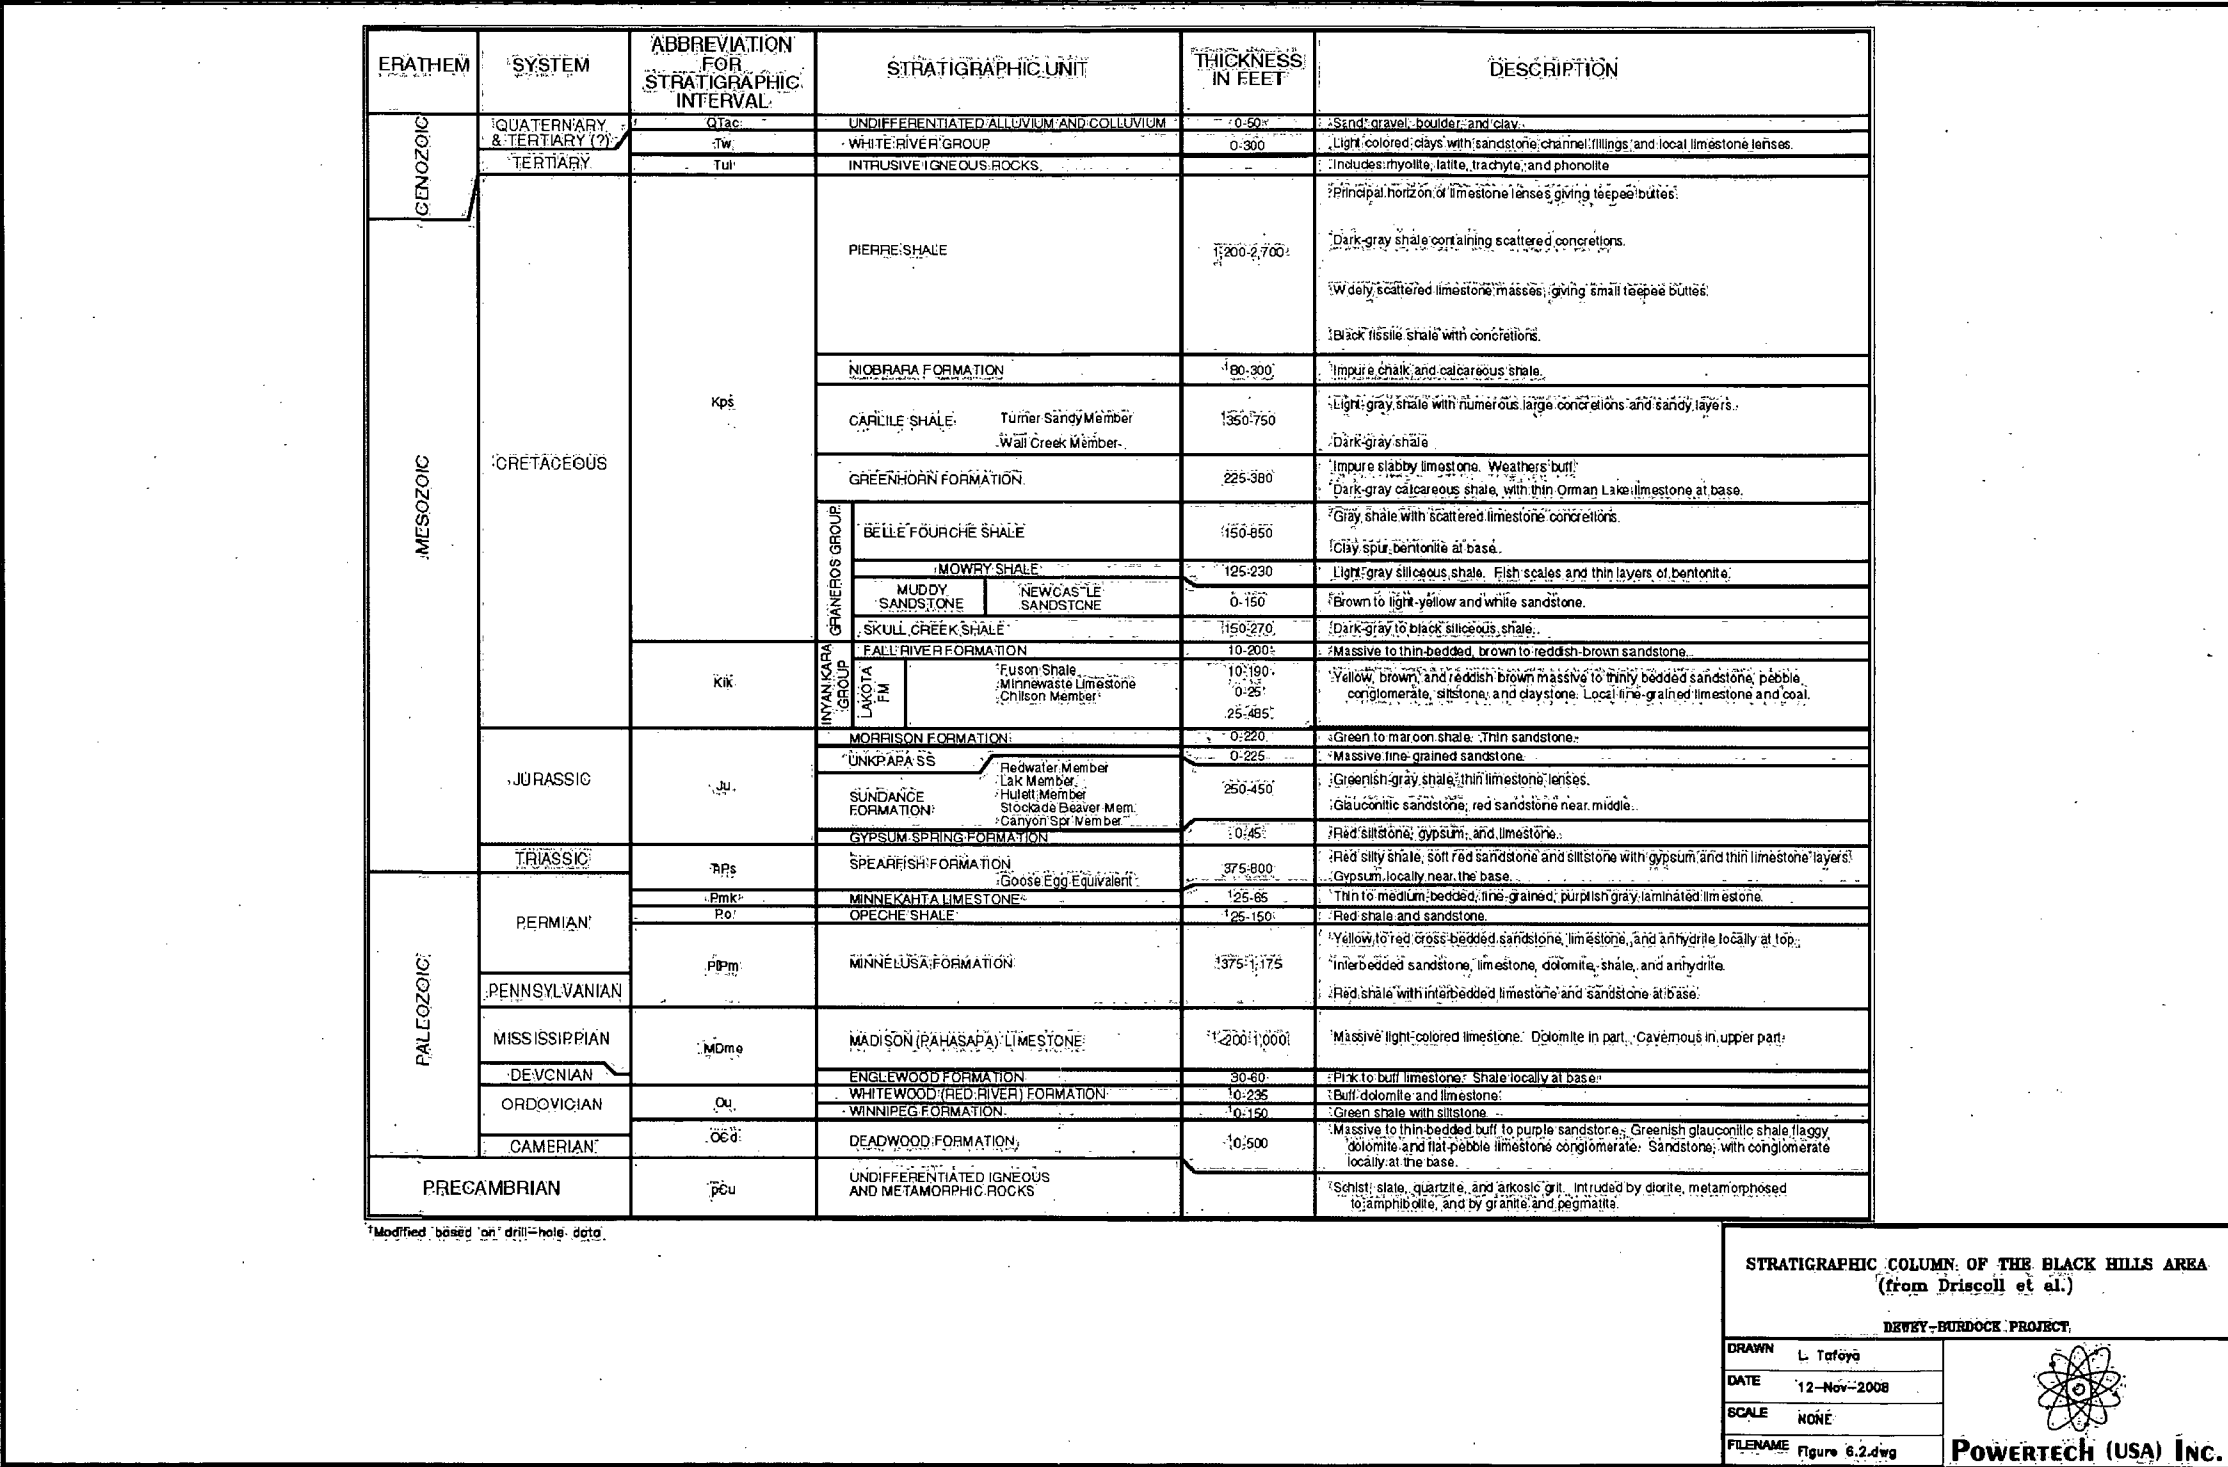 ERATHEM
SYSTEM
ABBREVIATION
FOR
STRATIGRAPHIC
INTERVAL
STRATIGRAPHIC UNIT
THICKNESS
IN FEET
DESCRIPTION
CENOZOIC
QUATERNARY
& TERTIARY (?)
QTac
UNDIFFERENTIATED ALLUVIUM AND COLLUVIUM
0-50
Sand, gravel, boulder, and clay.
Tw
WHITE RIVER GROUP
0-300
Light colored clays with sandstone channel fillings and local limestone lenses.
TERTIARY
Tui
INTRUSIVE IGNEOUS ROCKS
-
Includes rhyolite, latite, trachyte, and phonolite
MESOZOIC
CRETACEOUS
Kps
PIERRE SHALE
1,200-2,700
Principal horizon of limestone lenses giving teepee buttes.
Dark-gray shale containing scattered concretions.
Widely scattered limestone masses, giving small teepee buttes.
Black fissile shale with concretions.
NIOBRARA FORMATION
¹80-300
Impure chalk and calcareous shale.
CARLILE SHALE
Turner Sandy Member
Wall Creek Member
¹350-750
Light-gray shale with numerous large concretions and sandy layers.
Dark-gray shale
GREENHORN FORMATION
225-380
Impure slabby limestone. Weathers buff.
Dark-gray calcareous shale, with thin Orman Lake limestone at base.
GRANEROS GROUP
BELLE FOURCHE SHALE
150-850
Gray shale with scattered limestone concretions.
Clay spur bentonite at base.
MOWRY SHALE
125-230
Light-gray siliceous shale. Fish scales and thin layers of bentonite.
MUDDY
SANDSTONE
NEWCASTLE
SANDSTONE
0-150
Brown to light-yellow and white sandstone.
SKULL CREEK SHALE
150-270
Dark-gray to black siliceous shale.
Kik
INYAN KARA
GROUP
FALL RIVER FORMATION
10-200
Massive to thin-bedded, brown to reddish-brown sandstone.
LAKOTA
FM
Fuson Shale
Minnewaste Limestone
Chilson Member
10-190
0-25
25-485
Yellow, brown, and reddish brown massive to thinly bedded sandstone, pebble
conglomerate, siltstone, and claystone. Local fine-grained limestone and coal.
JURASSIC
Ju
MORRISON FORMATION
0-220
Green to maroon shale. Thin sandstone.
UNKPAPA SS
0-225
Massive fine-grained sandstone
SUNDANCE
FORMATION
Redwater Member
Lak Member
Hulett Member
Stockade Beaver Mem.
Canyon Spr Member
250-450
Greenish-gray shale, thin limestone lenses.
Glauconitic sandstone; red sandstone near middle.
GYPSUM SPRING FORMATION
0-45
Red siltstone, gypsum, and limestone.
TRIASSIC
SPEARFISH FORMATION
Goose Egg Equivalent
375-800
Red silty shale, soft red sandstone and siltstone with gypsum and thin limestone layers.
Gypsum locally near the base.
PALEOZOIC
PERMIAN
Pmk
MINNEKAHTA LIMESTONE
¹25-65
Thin to medium-bedded, fine-grained, purplish gray laminated limestone.
Po
OPECHE SHALE
¹25-150
Red shale and sandstone.
PIPm
MINNELUSA FORMATION
¹375-1,175
Yellow to red cross-bedded sandstone, limestone, and anhydrite locally at top.
Interbedded sandstone, limestone, dolomite, shale, and anhydrite.
Red shale with interbedded limestone and sandstone at base.
PENNSYLVANIAN
MISSISSIPPIAN
MDme
MADISON (PAHASAPA) LIMESTONE
¹<200-1,000
Massive light-colored limestone. Dolomite in part. Cavernous in upper part.
DEVONIAN
ENGLEWOOD FORMATION
30-60
Pink to buff limestone. Shale locally at base.
ORDOVICIAN
Ou
WHITEWOOD (RED RIVER) FORMATION
¹0-235
Buff dolomite and limestone
WINNIPEG FORMATION
¹0-150
Green shale with siltstone
CAMERIAN
O€d
DEADWOOD FORMATION
¹0-500
Massive to thin-bedded buff to purple sandstone. Greenish glauconitic shale flaggy
dolomite and flat-pebble limestone conglomerate. Sandstone, with conglomerate
locally at the base.
PRECAMBRIAN
p€u
UNDIFFERENTIATED IGNEOUS
AND METAMORPHIC ROCKS
Schist, slate, quartzite, and arkosic grit. Intruded by diorite, metamorphosed
to amphibolite, and by granite and pegmatite.
¹Modified based on drill-hole data
STRATIGRAPHIC COLUMN OF THE BLACK HILLS AREA
(from Driscoll et al.)
DEWEY-BURDOCK PROJECT
DRAWN L. Tafoya
DATE 12-Nov-2008
SCALE NONE
FILENAME Figure 6.2.dwg
POWERTECH (USA) INC.